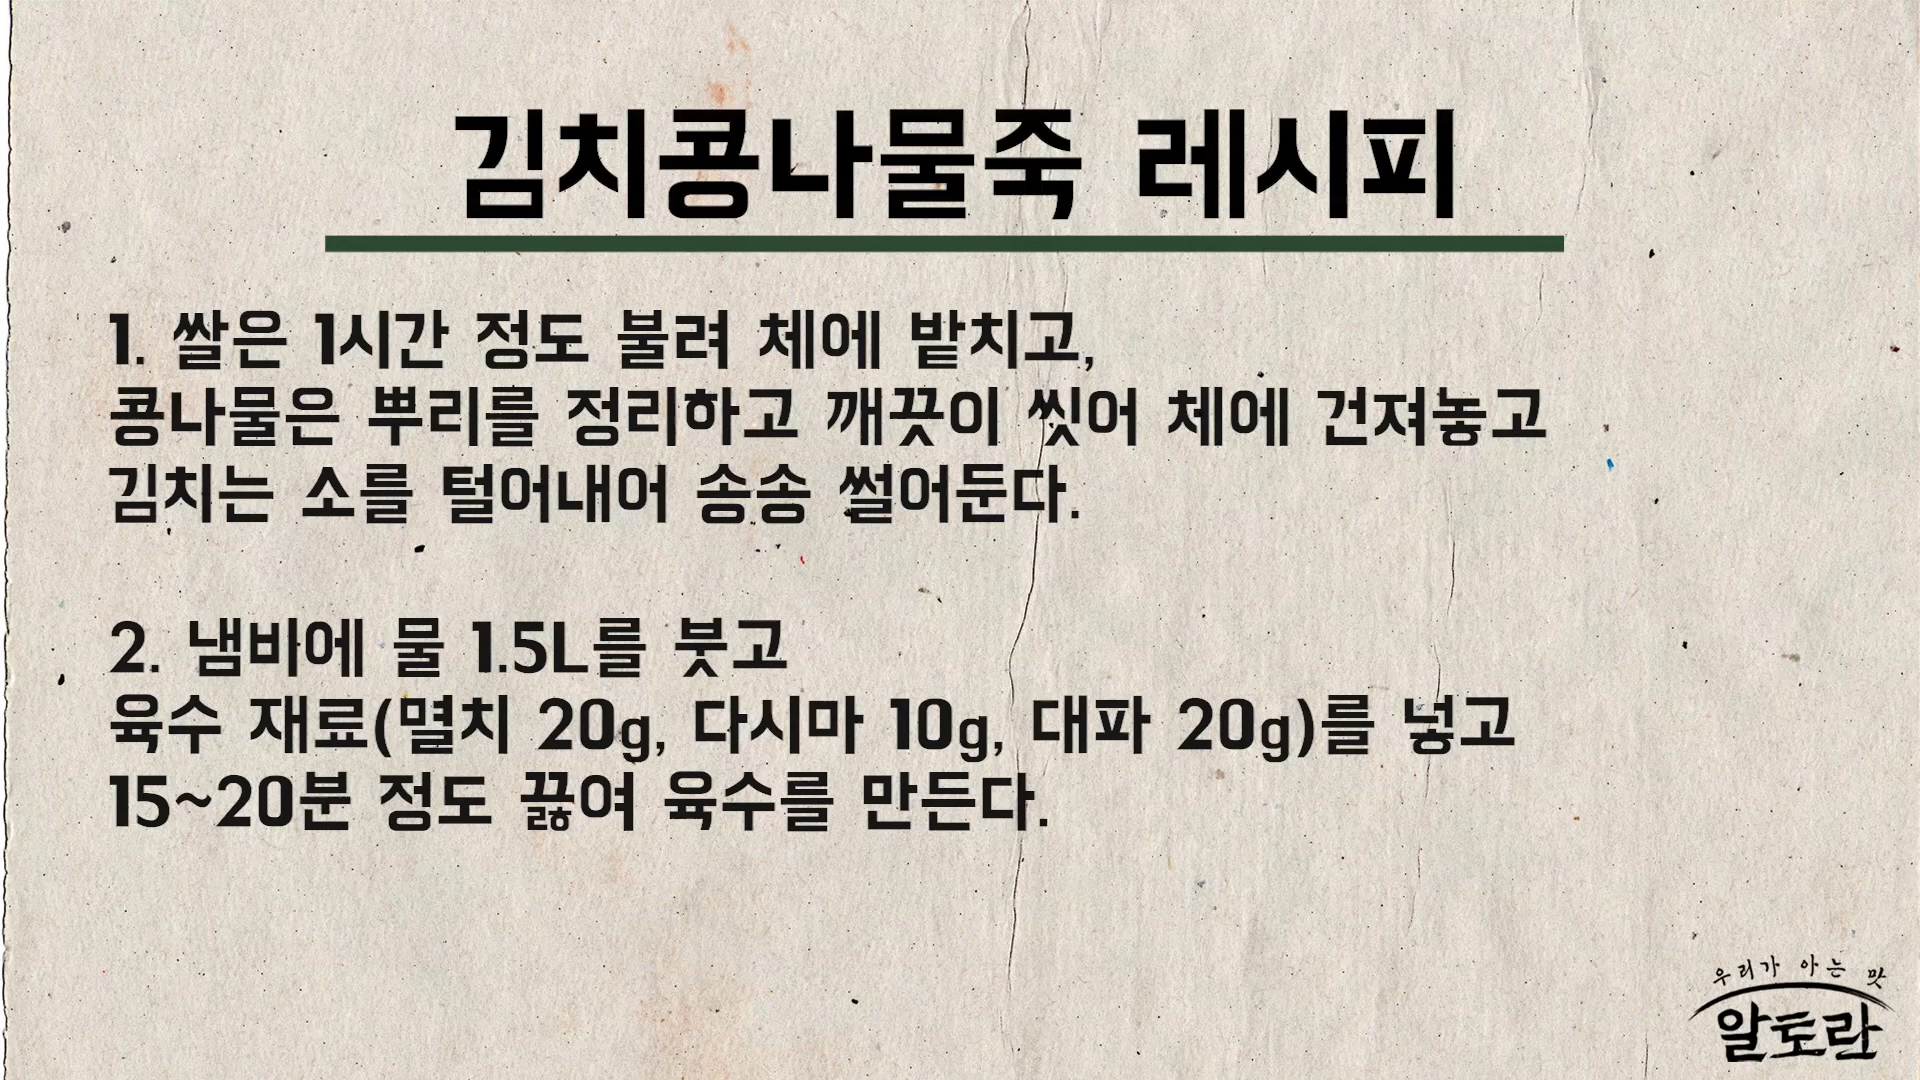 김치콩나물죽 레시피
1. 쌀은 1시간 정도 불려 체에 밭치고,
콩나물은 뿌리를 정리하고 깨끗이 씻어 체에 건져놓고
김치는 소를 털어내어 송송 썰어둔다.
2. 냄비에 물 1.5L를 붓고
육수 재료(멸치 20g, 다시마 10g, 대파 20g)를 넣고
15~20분 정도 끓여 육수를 만든다.
우리가 아는 맛
알토란